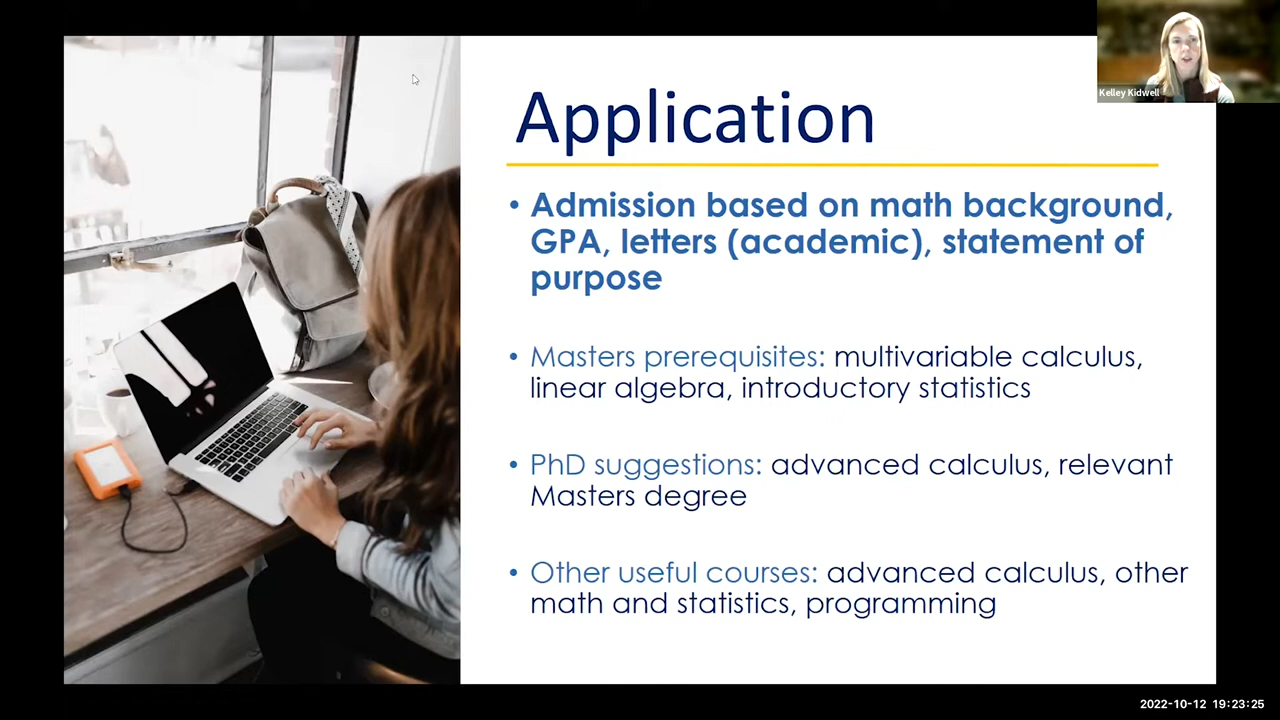 Kelley Kidwell
Application
• Admission based on math background,
GPA, letters (academic), statement of
purpose
• Masters prerequisites: multivariable calculus,
linear algebra, introductory statistics
• PhD suggestions: advanced calculus, relevant
Masters degree
• Other useful courses: advanced calculus, other
math and statistics, programming
2022-10-12 19:23:25